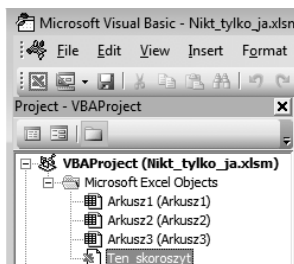 Microsoft Visual Basic - Nikt_tylko_ja.xlsm
File Edit View Insert Format
Project - VBAProject
VBAProject (Nikt_tylko_ja.xlsm)
Microsoft Excel Objects
Arkusz1 (Arkusz1)
Arkusz2 (Arkusz2)
Arkusz3 (Arkusz3)
Ten_skoroszyt